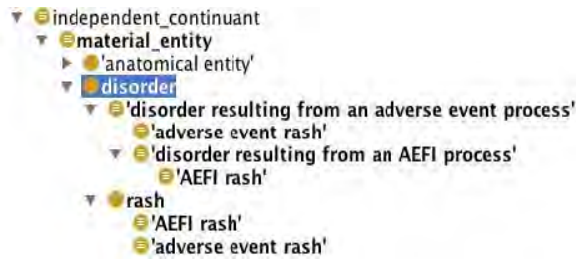 independent_continuant
material_entity
'anatomical entity'
disorder
'disorder resulting from an adverse event process'
'adverse event rash'
'disorder resulting from an AEFI process'
'AEFI rash'
rash
'AEFI rash'
'adverse event rash'